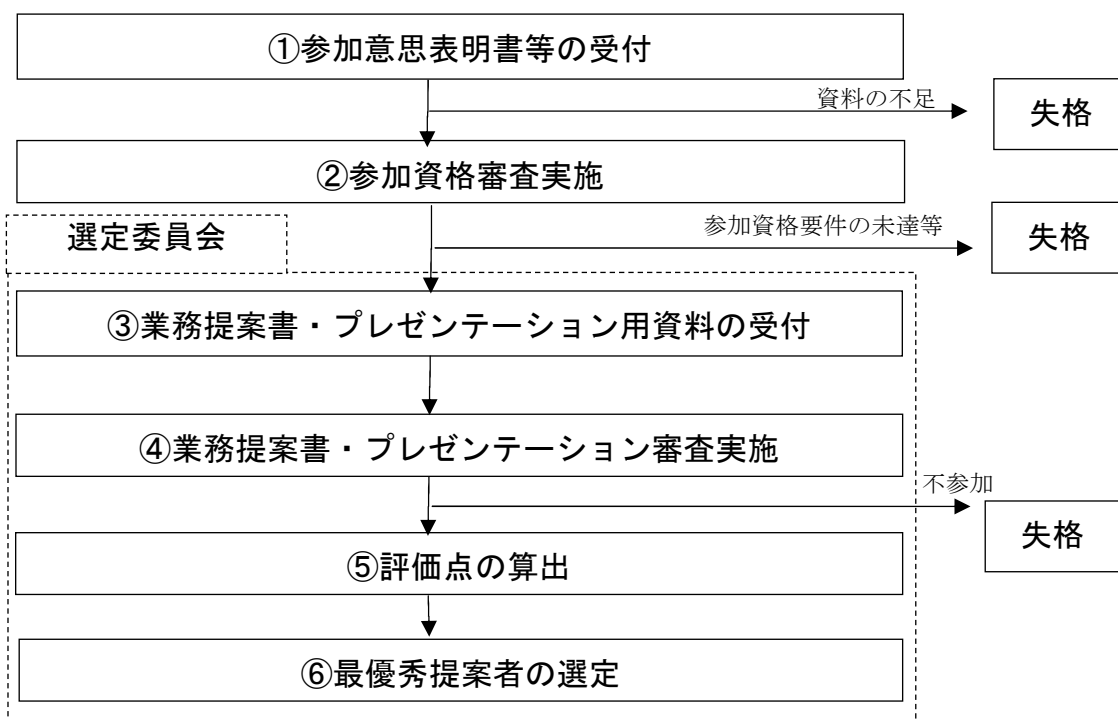 ①参加意思表明書等の受付
資料の不足
失格
②参加資格審査実施
選定委員会
参加資格要件の未達等
失格
③業務提案書・プレゼンテーション用資料の受付
④業務提案書・プレゼンテーション審査実施
不参加
失格
⑤評価点の算出
⑥最優秀提案者の選定